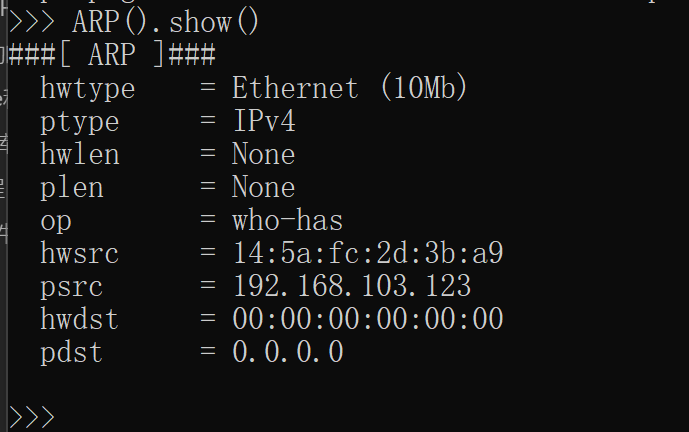 >>> ARP().show()
###[ ARP ]###
  hwtype    = Ethernet (10Mb)
  ptype     = IPv4
  hwlen     = None
  plen      = None
  op        = who-has
  hwsrc     = 14:5a:fc:2d:3b:a9
  psrc      = 192.168.103.123
  hwdst     = 00:00:00:00:00:00
  pdst      = 0.0.0.0
>>>